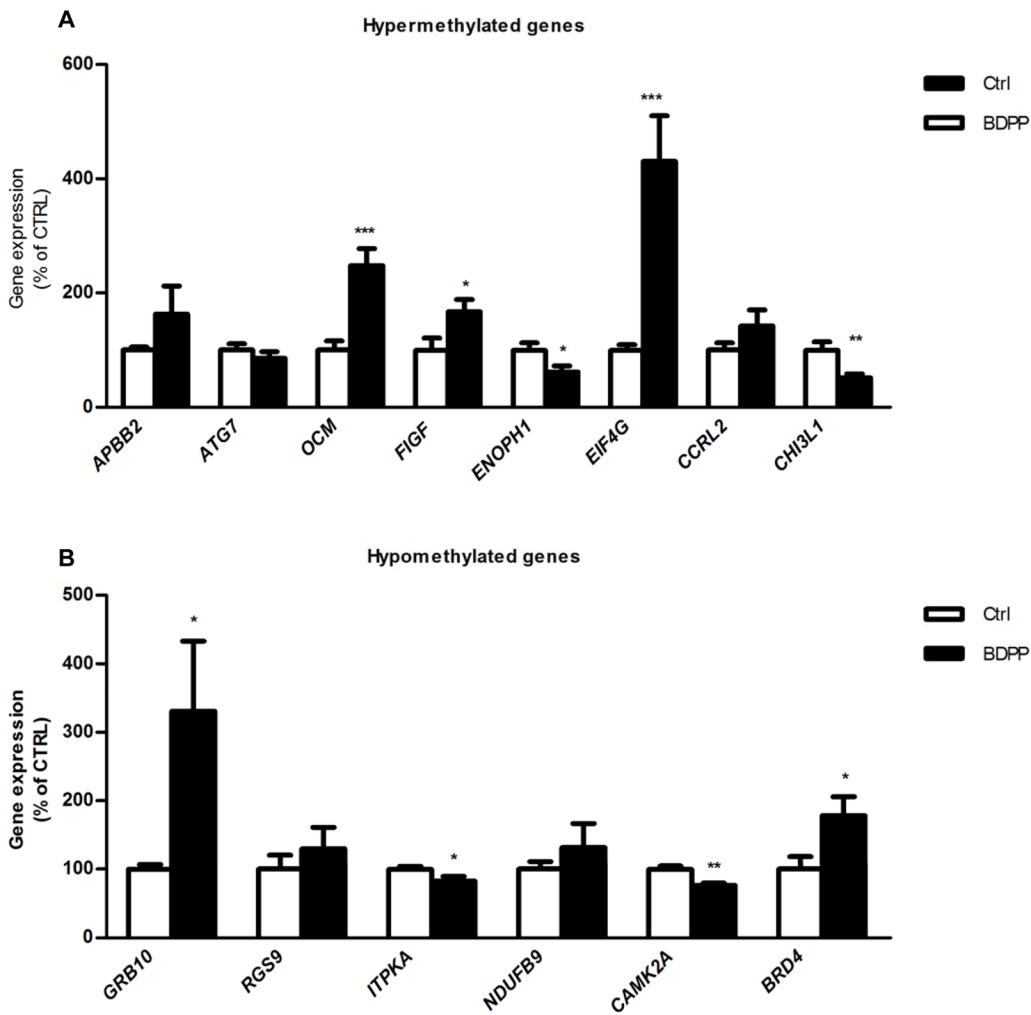 A
Hypermethylated genes
Gene expression
(% of CTRL)
600
400
200
0
***
*
*
***
**
APBB2
ATG7
OCM
FIGF
ENOPH1
EIF4G
CCRL2
CHI3L1
Ctrl
BDPP
B
Hypomethylated genes
Gene expression
(% of CTRL)
500
400
300
200
100
0
*
*
**
*
GRB10
RGS9
ITPKA
NDUFB9
CAMK2A
BRD4
Ctrl
BDPP